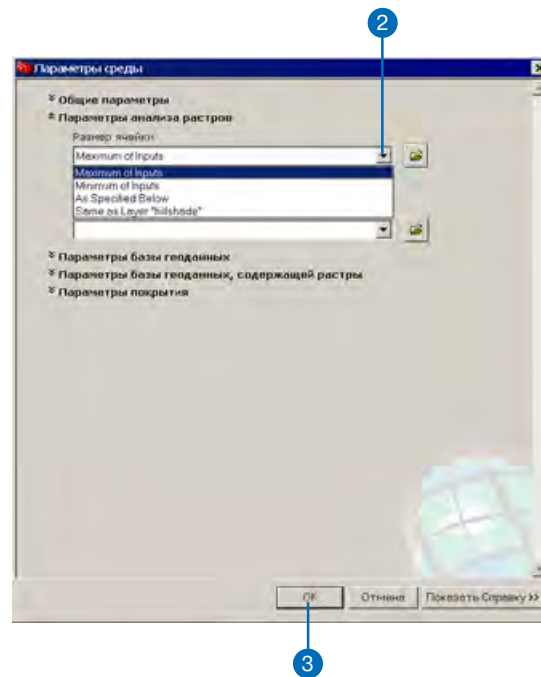 2
Параметры среды
Общие параметры
Параметры анализа растров
Размер ячейки
Maximum of Inputs
Maximum of Inputs
Minimum of Inputs
As Specified Below
Same as Layer "hillshade"
Параметры базы геоданных
Параметры базы геоданных, содержащей растры
Параметры покрытия
OK
Отмена
Показать Справку >>
3